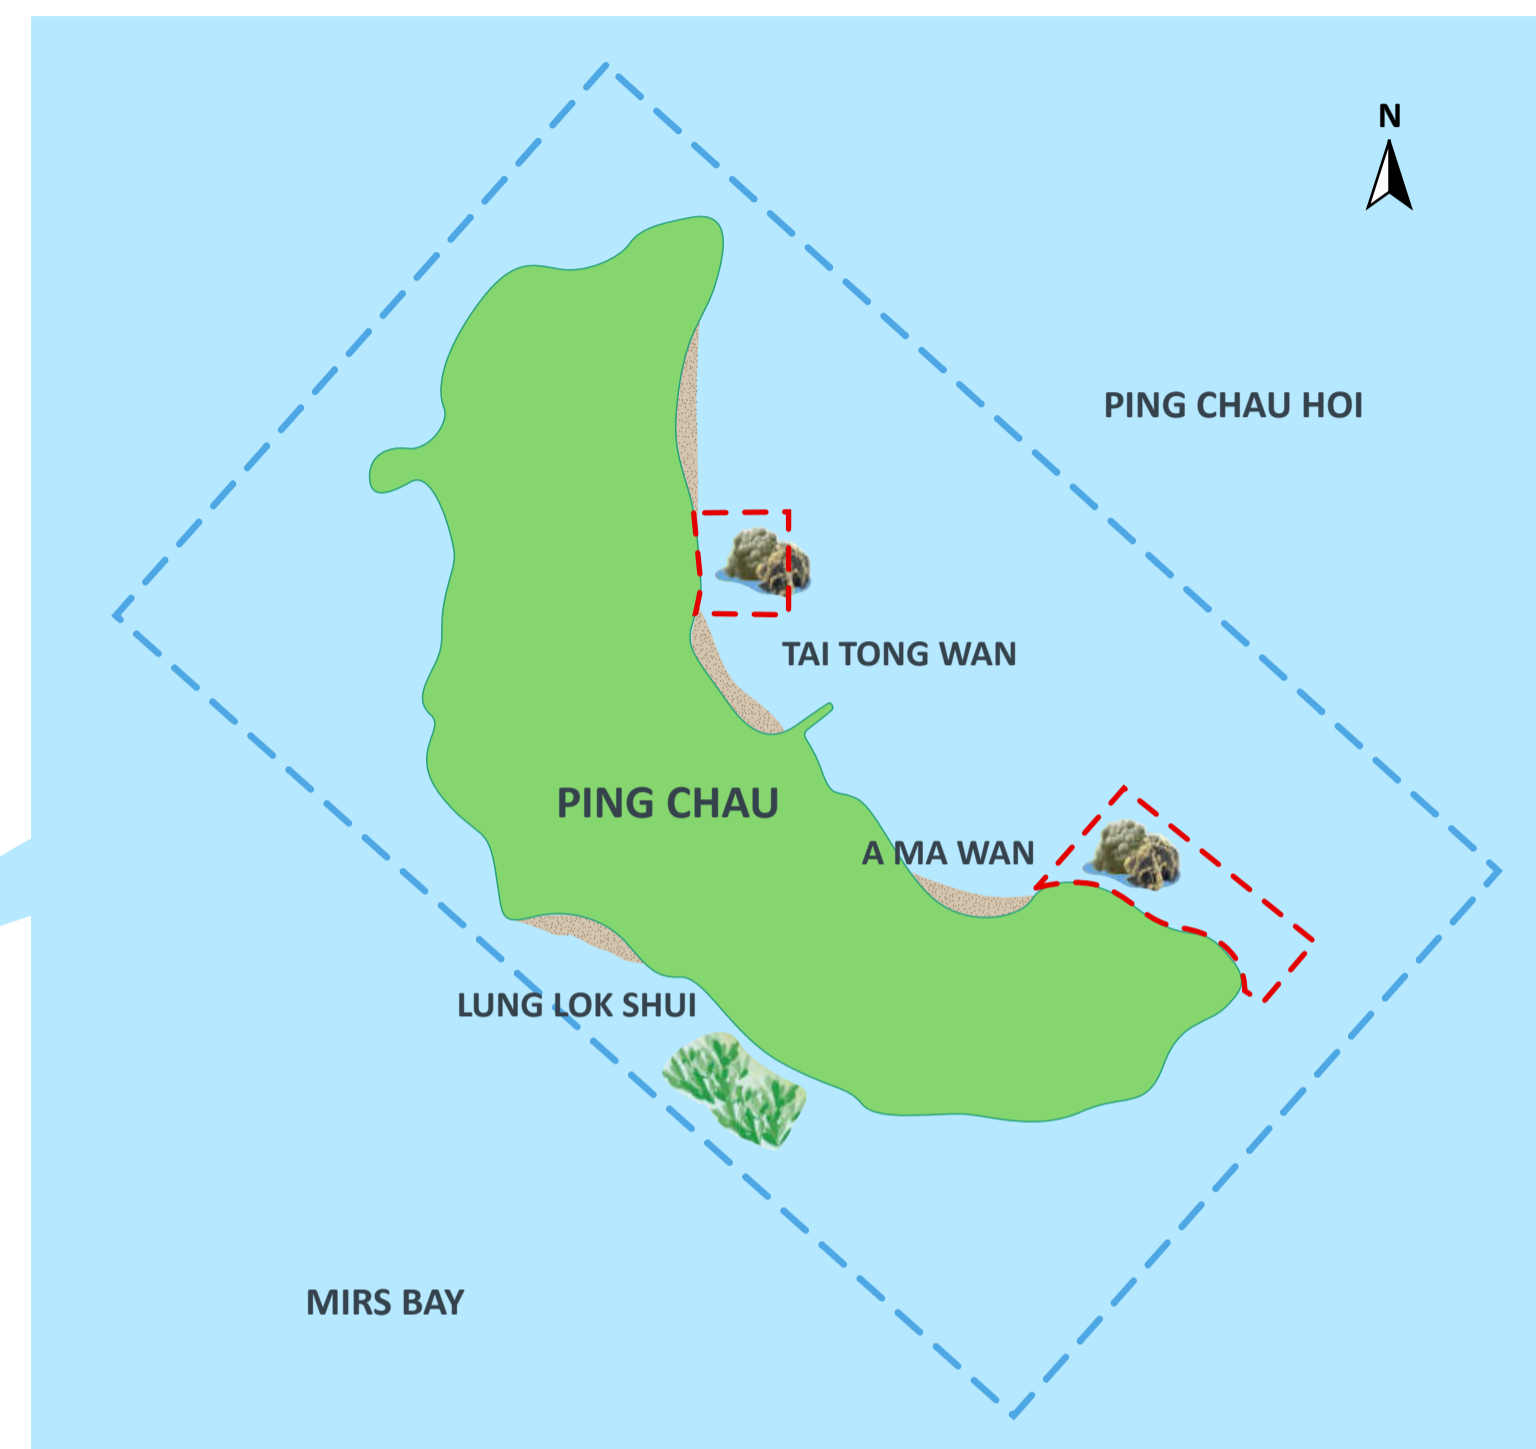 N
PING CHAU HOI
TAI TONG WAN
PING CHAU
A MA WAN
LUNG LOK SHUI
MIRS BAY